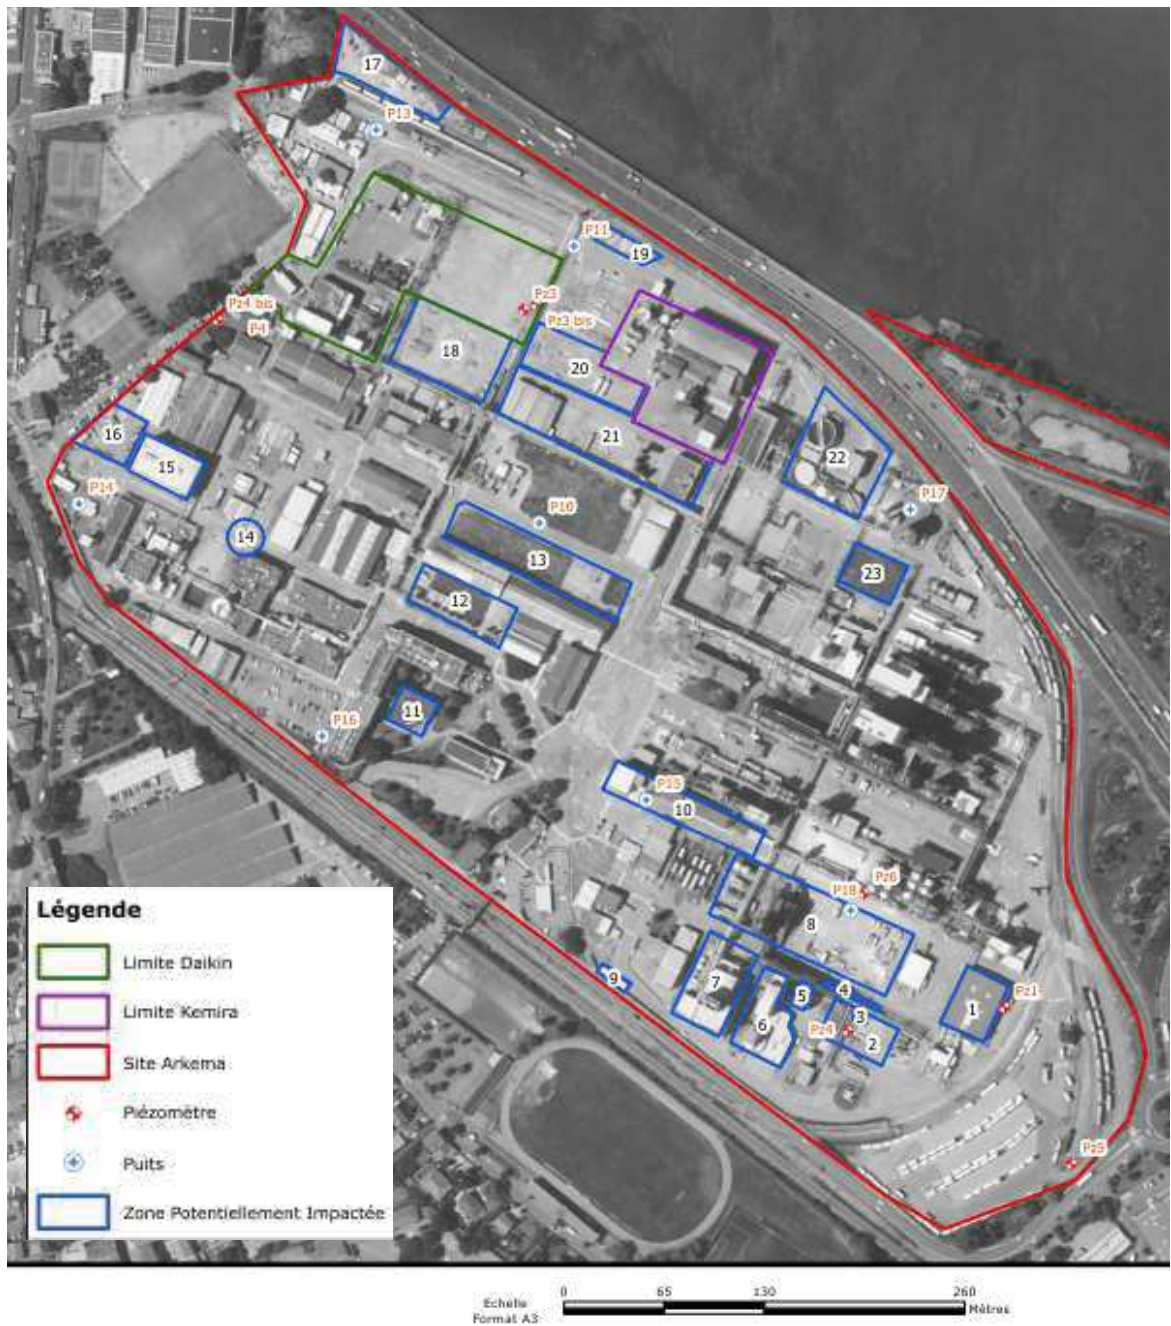 17
P13
P11
19
Pz3
Pz4 bis
P4
Pz3 bis
18
20
21
16
15
22
P14
P17
14
P10
13
23
12
11
P16
P15
10
Pz6
P18
8
9
7
5
4
6
3
Pz4
2
1
Pz1
Pz5
Légende
Limite Daikin
Limite Kemira
Site Arkema
Piézomètre
Puits
Zone Potentiellement Impactée
0 65 130 260
Echelle
Format A3
Mètres